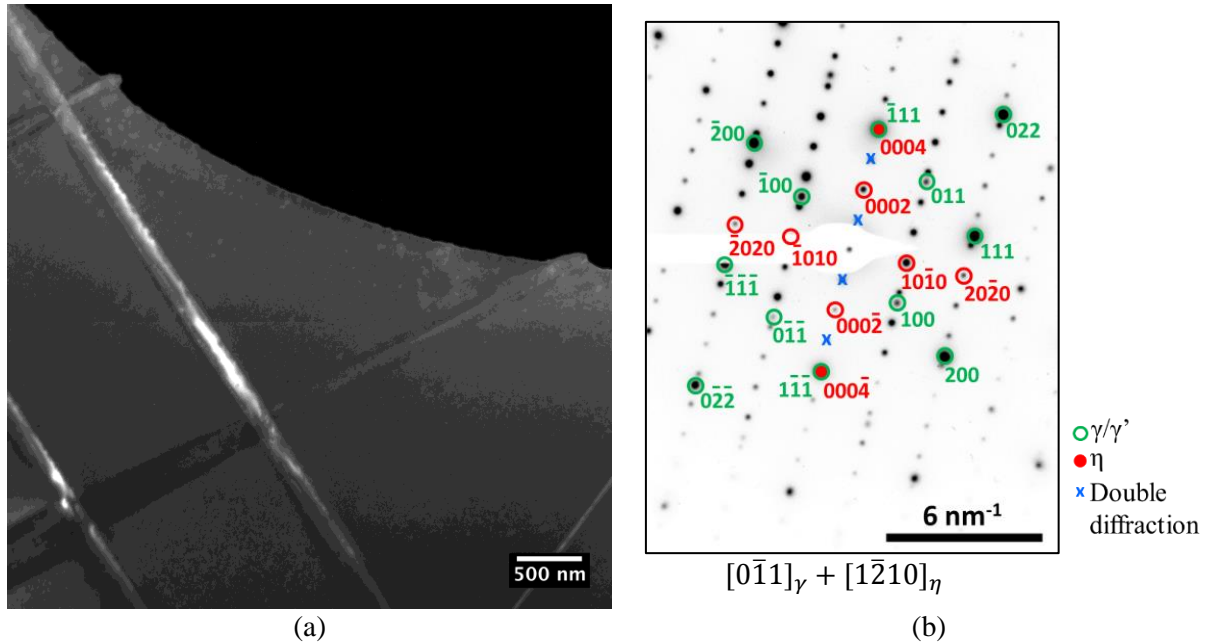 1̄11
022
2̄00
0004
1̄00
011
0002
2̄020
1̄010
111
1̄1̄1̄
101̄0
202̄0
01̄1̄
0002̄
100
200
11̄1̄
0004̄
02̄2̄
γ/γ’
η
x Double
diffraction
6 nm⁻¹
500 nm
[01̄1]γ + [12̄10]η
(a)
(b)